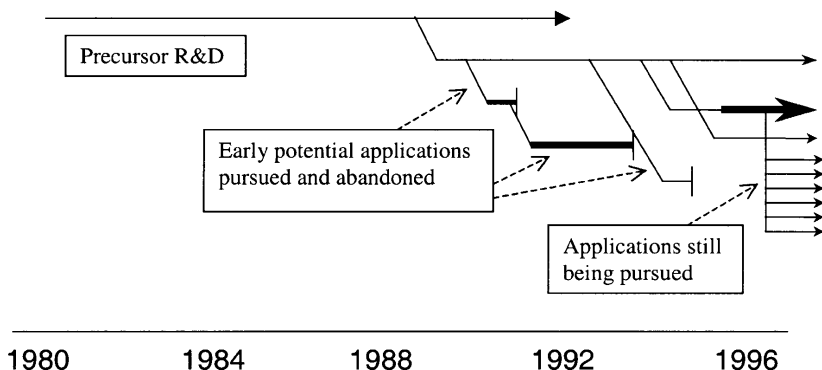 Precursor R&D
Early potential applications
pursued and abandoned
Applications still
being pursued
1980 1984 1988 1992 1996